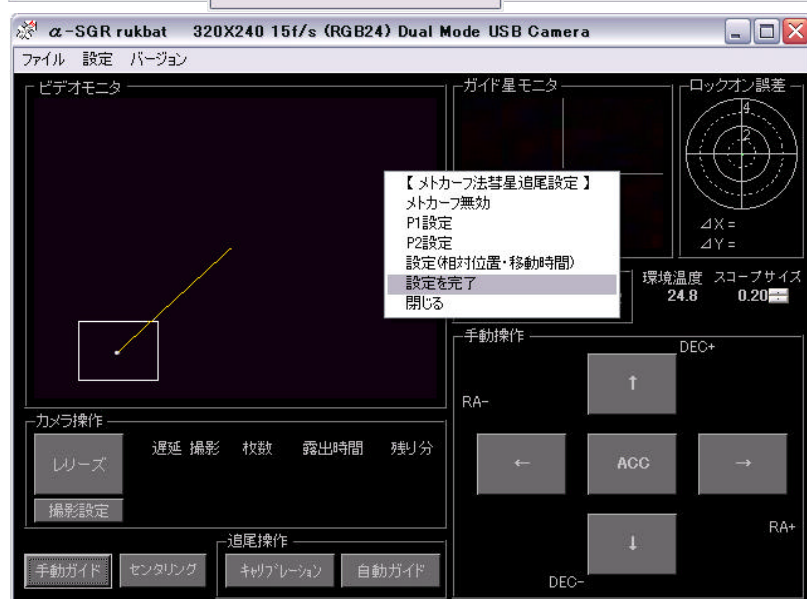 α-SGR rukbat 320X240 15f/s (RGB24) Dual Mode USB Camera
ファイル 設定 バージョン
ビデオモニタ
ガイド星モニタ
ロックオン誤差
4
2
⊿X =
⊿Y =
【 メトカーフ法彗星追尾設定 】
メトカーフ無効
P1設定
P2設定
設定(相対位置・移動時間)
設定を完了
閉じる
環境温度 スコープサイズ
24.8 0.20
手動操作
DEC+
↑
RA-
← ACC →
↓
RA+
DEC-
カメラ操作
レリーズ
遅延 撮影 枚数 露出時間 残り分
撮影設定
追尾操作
手動ガイド センタリング キャリブレーション 自動ガイド